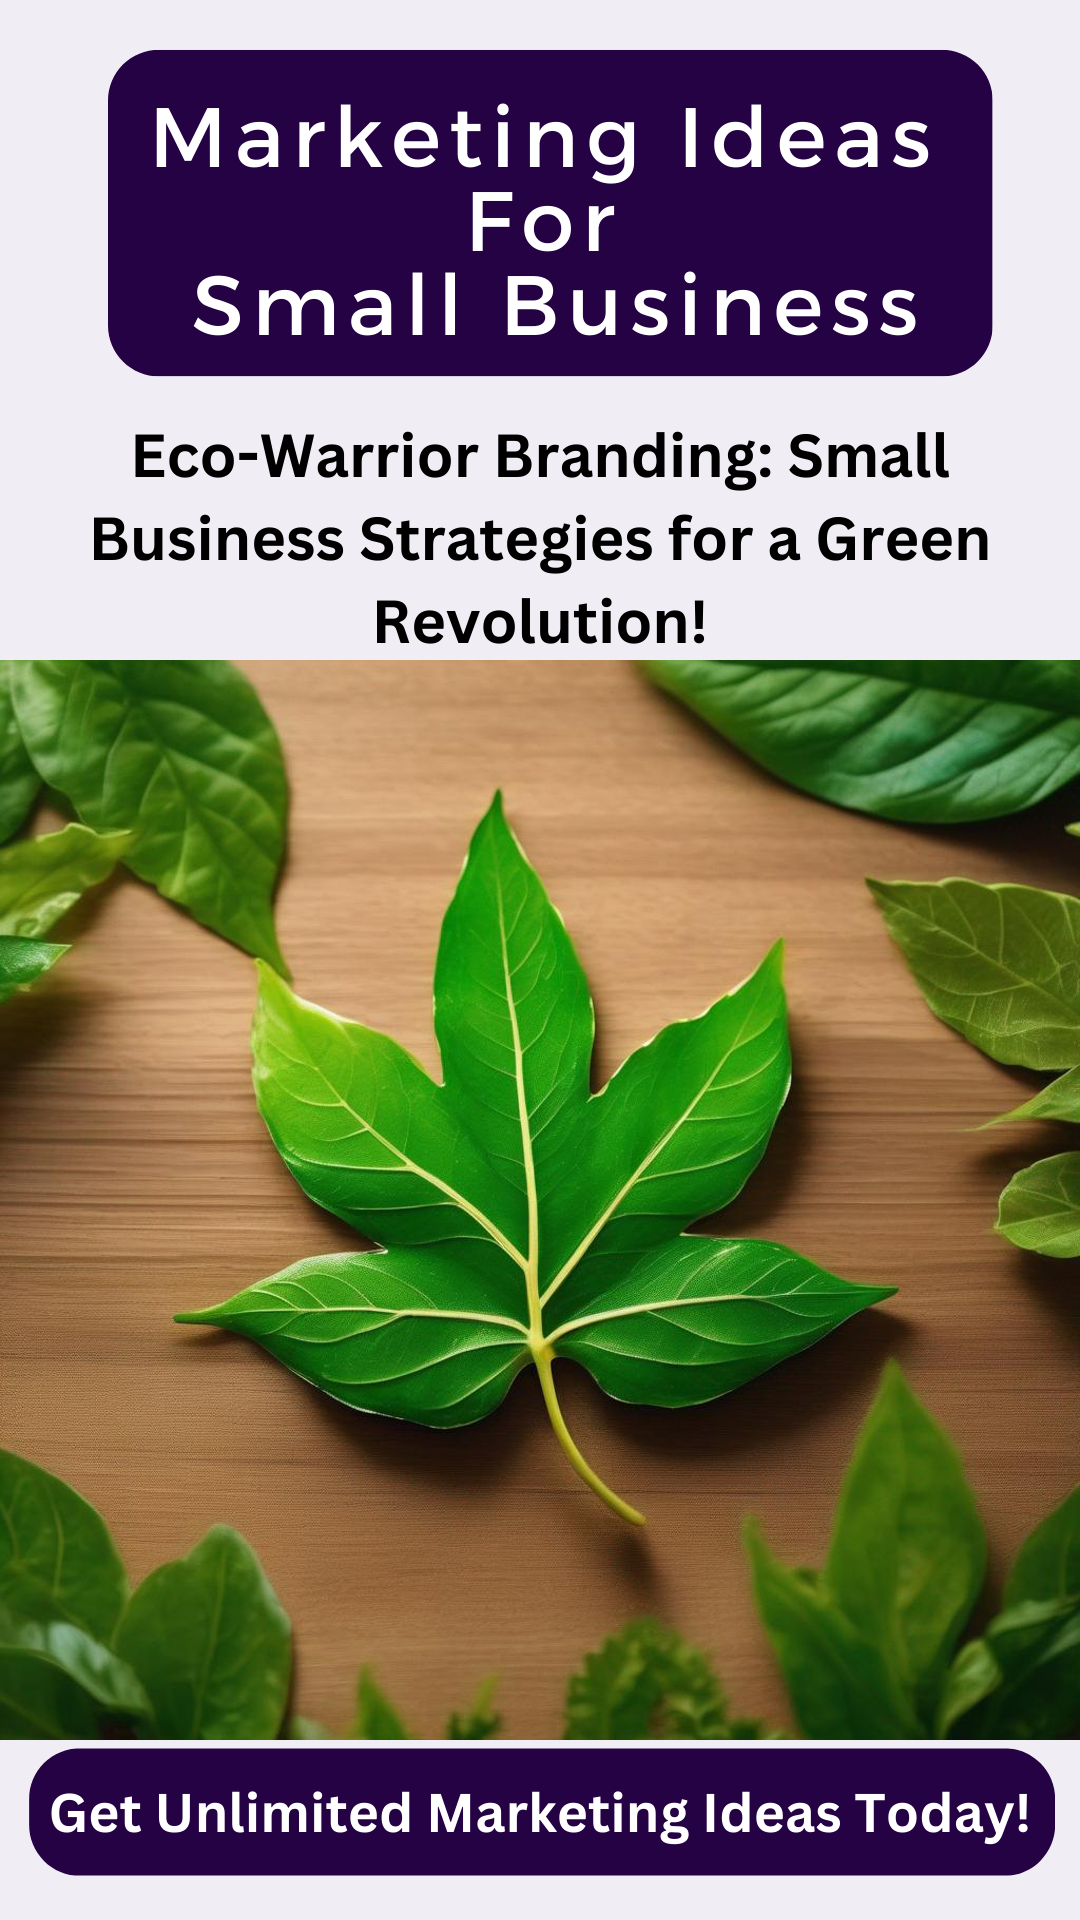 Marketing Ideas
For
Small Business
Eco-Warrior Branding: Small
Business Strategies for a Green
Revolution!
Get Unlimited Marketing Ideas Today!